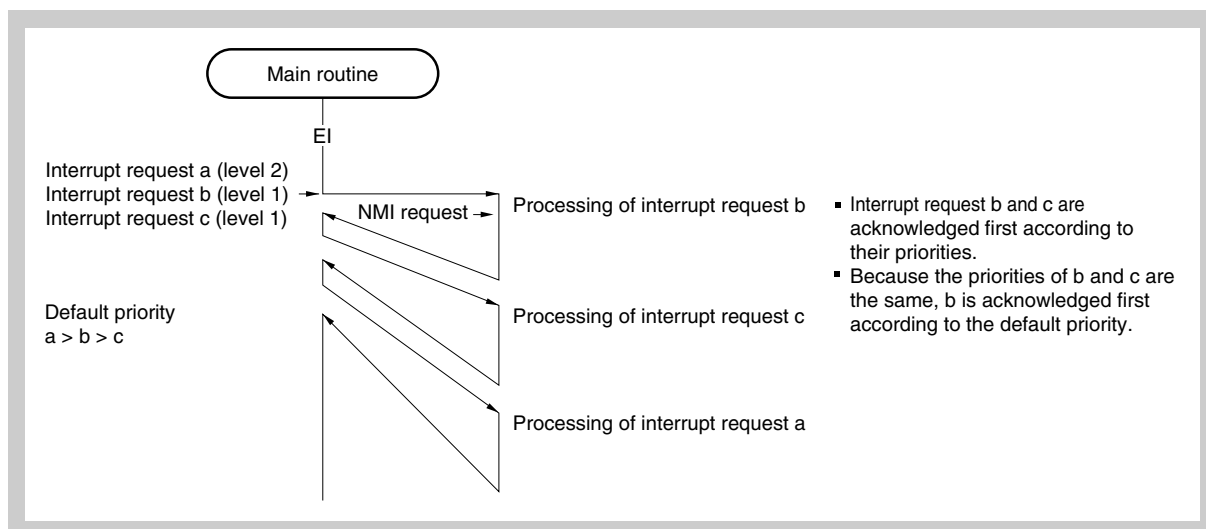 Main routine
EI
Interrupt request a (level 2)
Interrupt request b (level 1)
Interrupt request c (level 1)
NMI request
Processing of interrupt request b
▪ Interrupt request b and c are
acknowledged first according to
their priorities.
▪ Because the priorities of b and c are
the same, b is acknowledged first
according to the default priority.
Default priority
a > b > c
Processing of interrupt request c
Processing of interrupt request a